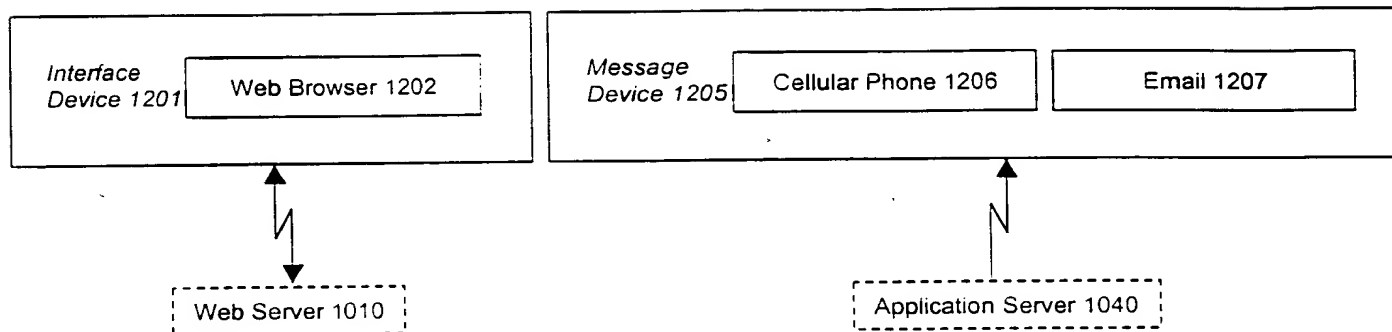 Interface
Device 1201
Web Browser 1202
Message
Device 1205
Cellular Phone 1206
Email 1207
Web Server 1010
Application Server 1040